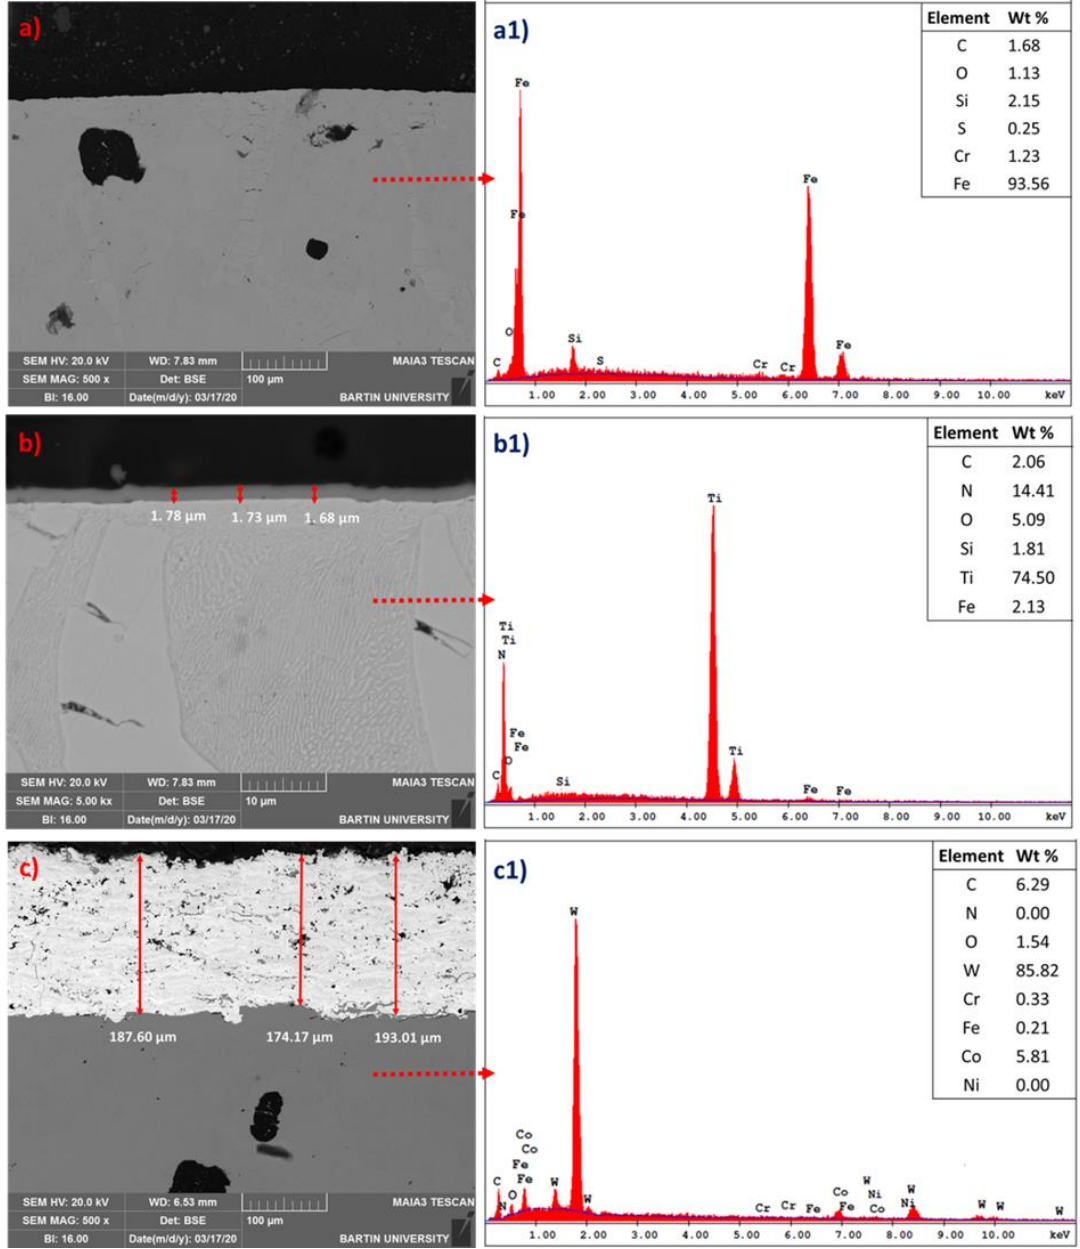 a)
SEM HV: 20.0 kV WD: 7.83 mm MAIA3 TESCAN
SEM MAG: 500 x Det: BSE 100 µm
BI: 16.00 Date(m/d/y): 03/17/20 BARTIN UNIVERSITY
a1)
Element Wt %
C 1.68
O 1.13
Si 2.15
S 0.25
Cr 1.23
Fe 93.56
Fe
Fe
Fe
O
Si
Fe
C
S
Cr
Cr
1.00 2.00 3.00 4.00 5.00 6.00 7.00 8.00 9.00 10.00 keV
b)
1. 78 µm 1. 73 µm 1. 68 µm
SEM HV: 20.0 kV WD: 7.83 mm MAIA3 TESCAN
SEM MAG: 5.00 kx Det: BSE 10 µm
BI: 16.00 Date(m/d/y): 03/17/20 BARTIN UNIVERSITY
b1)
Element Wt %
C 2.06
N 14.41
O 5.09
Si 1.81
Ti 74.50
Fe 2.13
Ti
Ti
Ti
N
Fe
Fe
Ti
O
C
Si
Fe
Fe
1.00 2.00 3.00 4.00 5.00 6.00 7.00 8.00 9.00 10.00 keV
c)
187.60 µm 174.17 µm 193.01 µm
SEM HV: 20.0 kV WD: 6.53 mm MAIA3 TESCAN
SEM MAG: 500 x Det: BSE 100 µm
BI: 16.00 Date(m/d/y): 03/17/20 BARTIN UNIVERSITY
c1)
Element Wt %
C 6.29
N 0.00
O 1.54
W 85.82
Cr 0.33
Fe 0.21
Co 5.81
Ni 0.00
W
Co
Co
Fe
Fe
C
O
N
W
W
Cr
Cr
Fe
Co
Fe
W
Ni
Co
W
Ni
W
W
W
1.00 2.00 3.00 4.00 5.00 6.00 7.00 8.00 9.00 10.00 keV